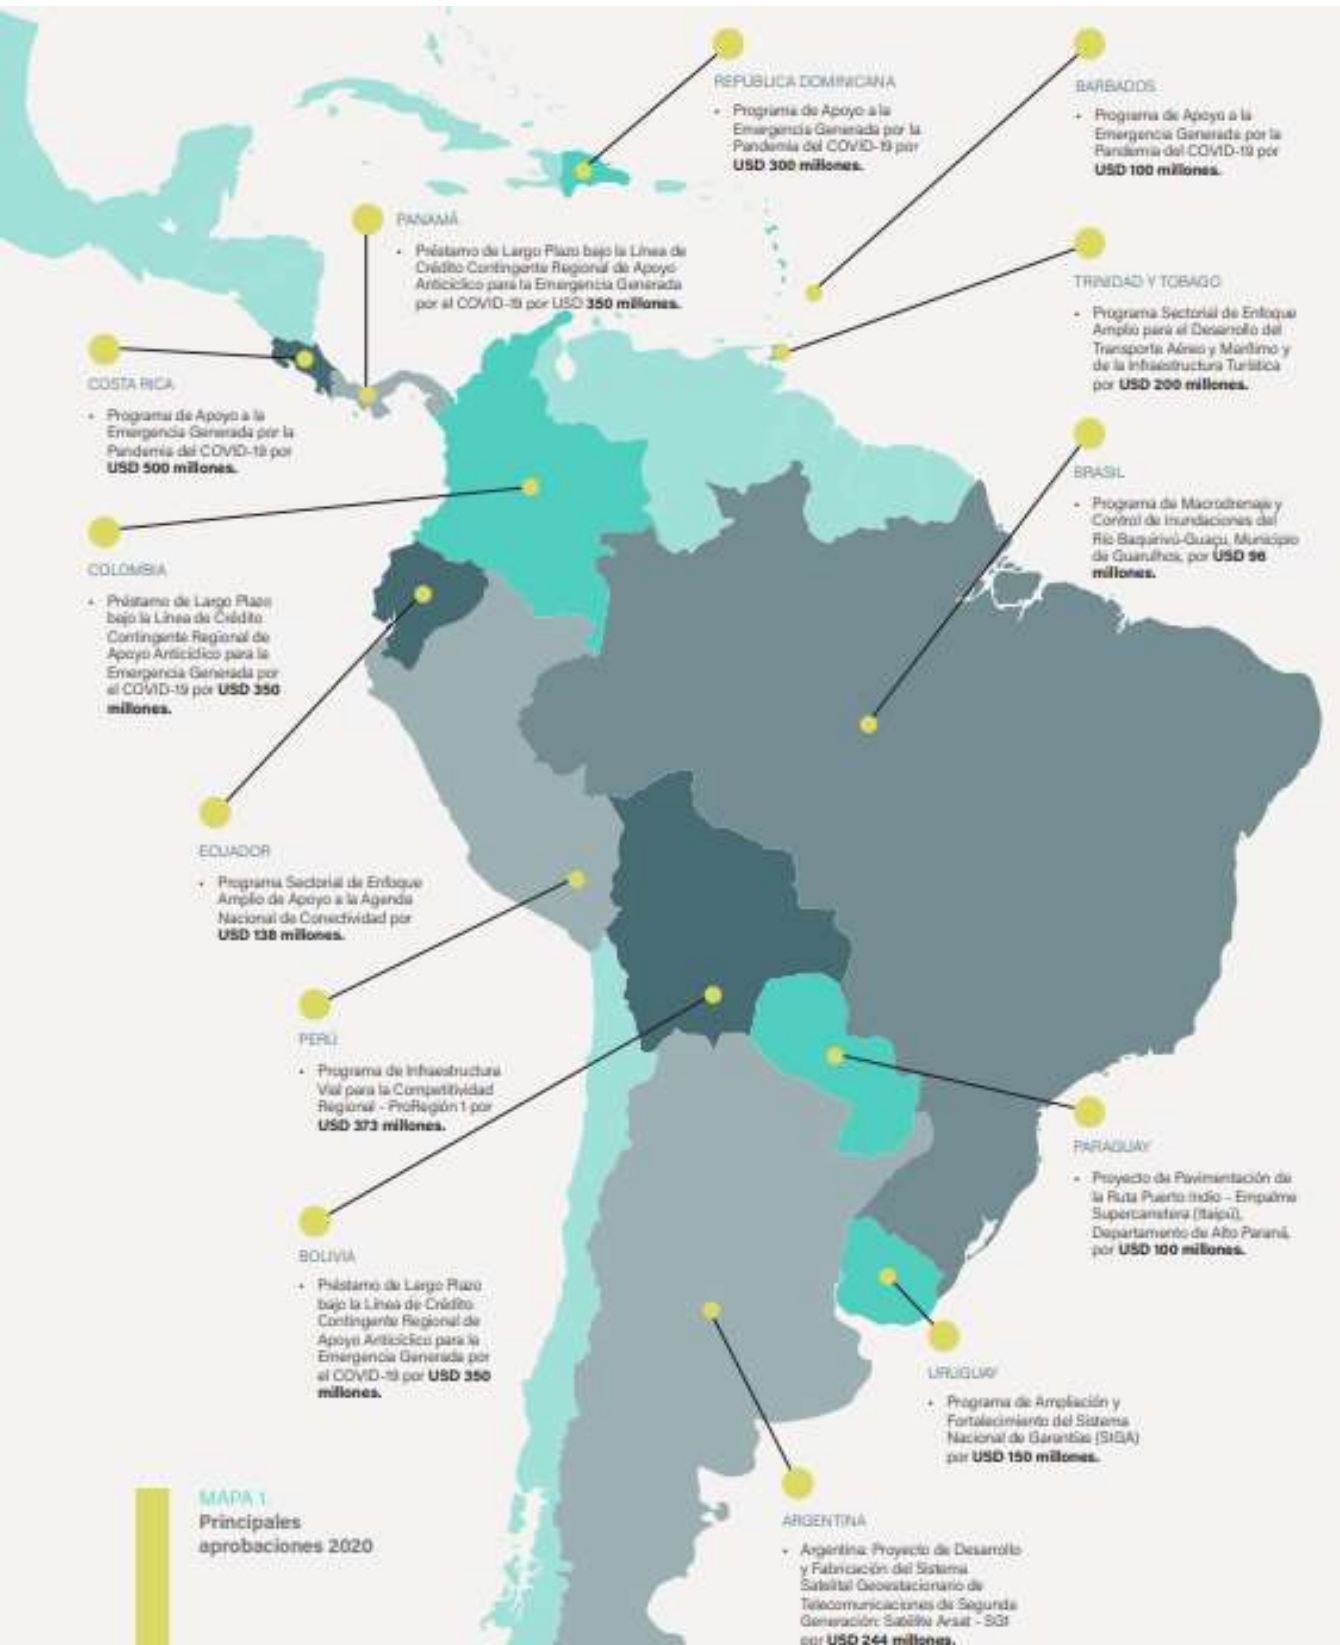 REPÚBLICA DOMINICANA
• Programa de Apoyo a la
Emergencia Generada por la
Pandemia del COVID-19 por
USD 300 millones.
BARBADOS
• Programa de Apoyo a la
Emergencia Generada por la
Pandemia del COVID-19 por
USD 100 millones.
PANAMÁ
• Préstamo de Largo Plazo bajo la Línea de
Crédito Contingente Regional de Apoyo
Anticíclico para la Emergencia Generada
por el COVID-19 por USD 350 millones.
TRINIDAD Y TOBAGO
• Programa Sectorial de Enfoque
Amplio para el Desarrollo del
Transporte Aéreo y Marítimo y
de la Infraestructura Turística
por USD 200 millones.
COSTA RICA
• Programa de Apoyo a la
Emergencia Generada por la
Pandemia del COVID-19 por
USD 500 millones.
BRASIL
• Programa de Macrodrenaje y
Control de Inundaciones del
Río Baquirivú-Guaçu, Municipio
de Guarulhos, por USD 96
millones.
COLOMBIA
• Préstamo de Largo Plazo
bajo la Línea de Crédito
Contingente Regional de
Apoyo Anticíclico para la
Emergencia Generada por
el COVID-19 por USD 350
millones.
ECUADOR
• Programa Sectorial de Enfoque
Amplio de Apoyo a la Agenda
Nacional de Conectividad por
USD 138 millones.
PERÚ
• Programa de Infraestructura
Vial para la Competitividad
Regional - ProRegión 1 por
USD 373 millones.
PARAGUAY
• Proyecto de Pavimentación de
la Ruta Puerto Indio – Empalme
Supercarretera (Itaipú),
Departamento de Alto Paraná,
por USD 100 millones.
BOLIVIA
• Préstamo de Largo Plazo
bajo la Línea de Crédito
Contingente Regional de
Apoyo Anticíclico para la
Emergencia Generada por
el COVID-19 por USD 350
millones.
URUGUAY
• Programa de Ampliación y
Fortalecimiento del Sistema
Nacional de Garantías (SIGA)
por USD 150 millones.
ARGENTINA
• Argentina: Proyecto de Desarrollo
y Fabricación del Sistema
Satelital Geoestacionario de
Telecomunicaciones de Segunda
Generación: Satélite Arsat - SG1
por USD 244 millones.
MAPA 1.
Principales
aprobaciones 2020